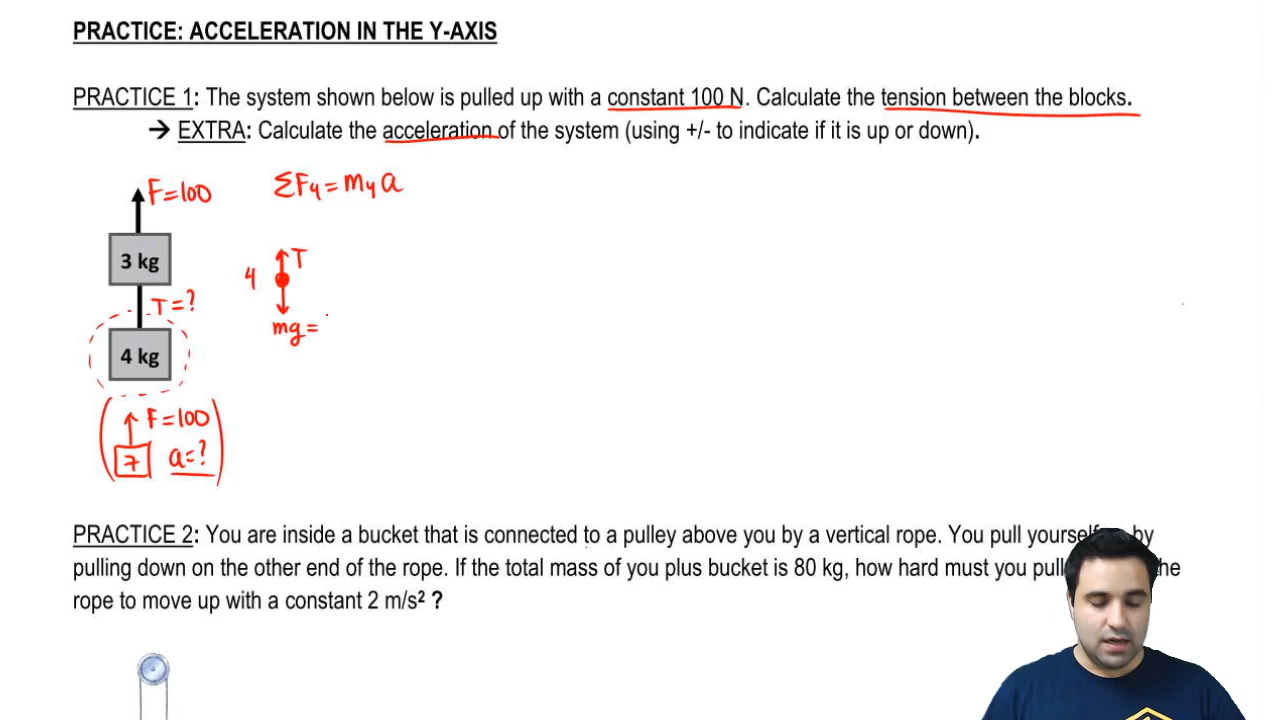 PRACTICE: ACCELERATION IN THE Y-AXIS
PRACTICE 1: The system shown below is pulled up with a constant 100 N. Calculate the tension between the blocks.
→ EXTRA: Calculate the acceleration of the system (using +/- to indicate if it is up or down).
F=100
ΣF4=m4a
3 kg
T
4
T=?
mg=
4 kg
F=100
7 a=?
PRACTICE 2: You are inside a bucket that is connected to a pulley above you by a vertical rope. You pull by
pulling down on the other end of the rope. If the total mass of you plus bucket is 80 kg, how hard must you
rope to move up with a constant 2 m/s² ?